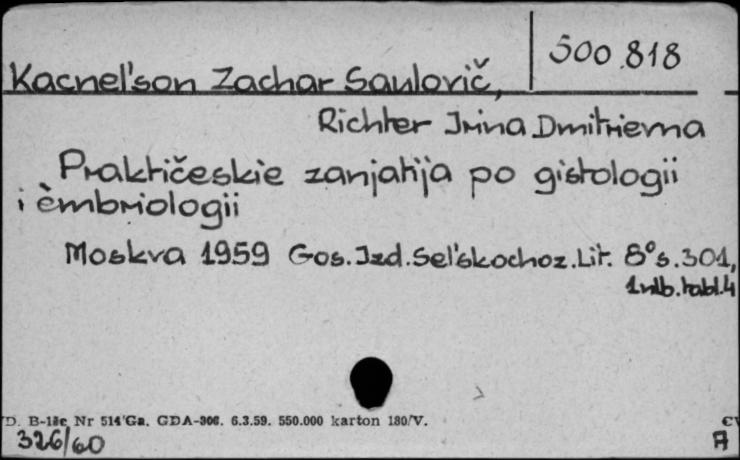 500.818
Kacnel'son Zachar Saulovič,
Richter Irina Dmitrievna
Praktičeskie zanjatija po gistologii
i èmbriologii
Moskva 1959 Gos. Izd. Sel'skochoz. Lit. 8° s. 301,
tabl. 4
D. B-18c Nr 514 Ga. GDA-306. 6.3.59. 550.000 karton 180/V.
326/60
A